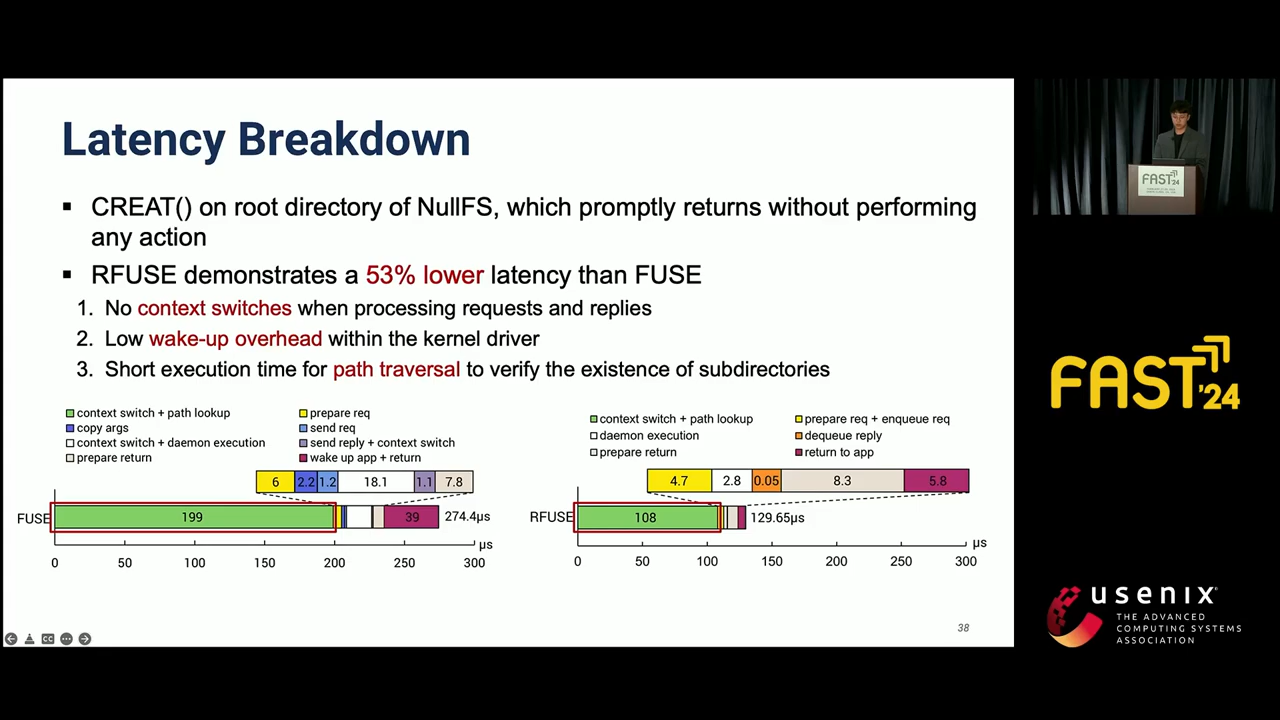 Latency Breakdown
▪ CREAT() on root directory of NullFS, which promptly returns without performing
any action
▪ RFUSE demonstrates a 53% lower latency than FUSE
1. No context switches when processing requests and replies
2. Low wake-up overhead within the kernel driver
3. Short execution time for path traversal to verify the existence of subdirectories
context switch + path lookup
prepare req
copy args
send req
context switch + daemon execution
send reply + context switch
prepare return
wake up app + return
6 2.2 1.2 18.1 1.1 7.8
FUSE 199 39 274.4µs
µs
0 50 100 150 200 250 300
context switch + path lookup
prepare req + enqueue req
daemon execution
dequeue reply
prepare return
return to app
4.7 2.8 0.05 8.3 5.8
RFUSE 108 129.65µs
µs
0 50 100 150 200 250 300
38
CC
FAST '24
FAST '24
usenix
THE ADVANCED
COMPUTING SYSTEMS
ASSOCIATION